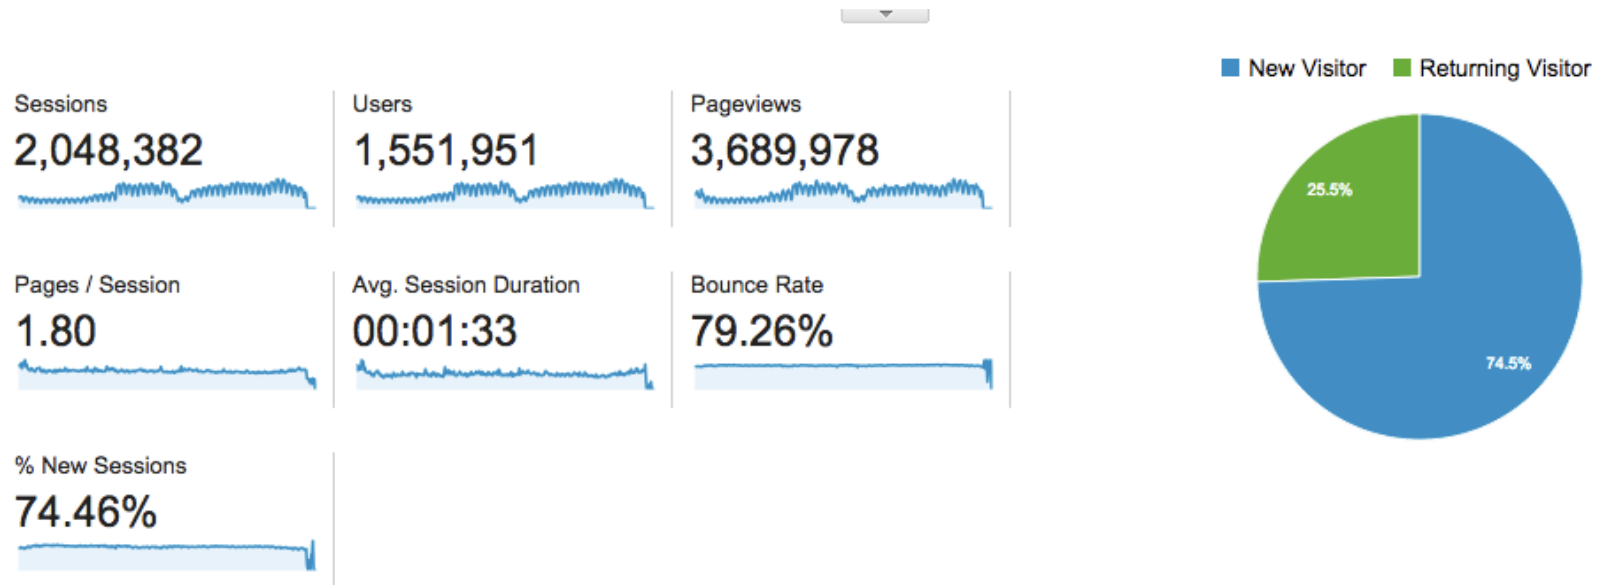 New Visitor
Returning Visitor
Sessions
2,048,382
Users
1,551,951
Pageviews
3,689,978
25.5%
74.5%
Pages / Session
1.80
Avg. Session Duration
00:01:33
Bounce Rate
79.26%
% New Sessions
74.46%